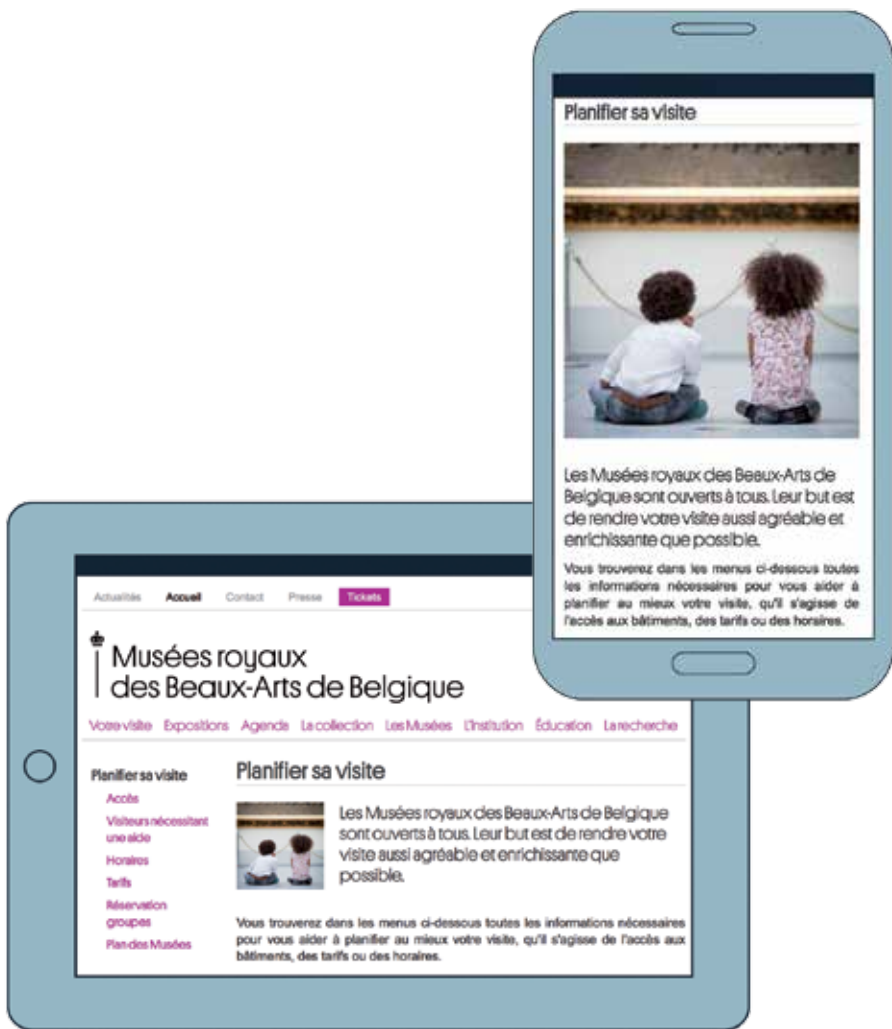 Planifier sa visite
Les Musées royaux des Beaux-Arts de
Belgique sont ouverts à tous. Leur but est
de rendre votre visite aussi agréable et
enrichissante que possible.
Vous trouverez dans les menus ci-dessous toutes
les informations nécessaires pour vous aider à
planifier au mieux votre visite, qu'il s'agisse de
l'accès aux bâtiments, des tarifs ou des horaires.
Actualités Accueil Contact Presse Tickets
Musées royaux
des Beaux-Arts de Belgique
Votre visite Expositions Agenda La collection Les Musées L'Institution Éducation La recherche
Planifier sa visite
Accès
Visiteurs nécessitant
une aide
Horaires
Tarifs
Réservation
groupes
Plan des Musées
Planifier sa visite
Les Musées royaux des Beaux-Arts de Belgique
sont ouverts à tous. Leur but est de rendre votre
visite aussi agréable et enrichissante que
possible.
Vous trouverez dans les menus ci-dessous toutes les informations nécessaires
pour vous aider à planifier au mieux votre visite, qu'il s'agisse de l'accès aux
bâtiments, des tarifs ou des horaires.